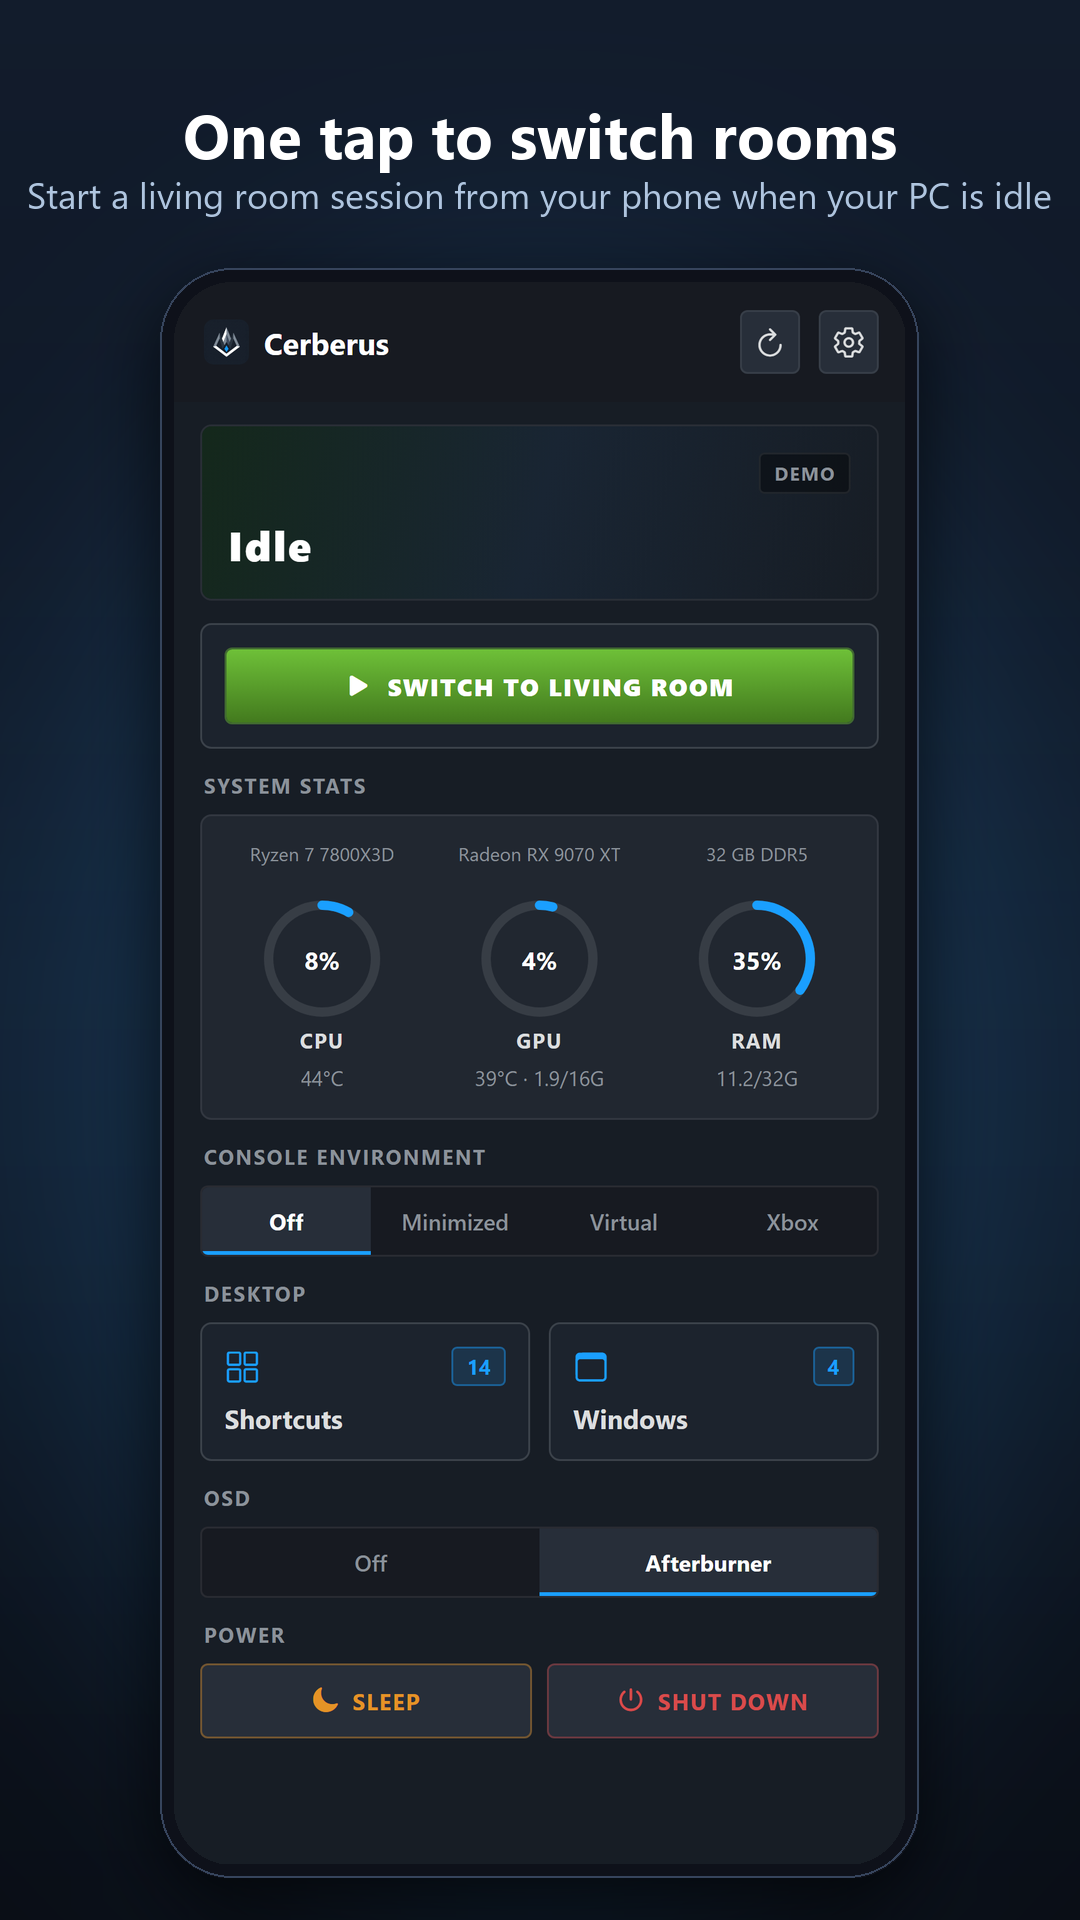 One tap to switch rooms
Start a living room session from your phone when your PC is idle
Cerberus
DEMO
Idle
SWITCH TO LIVING ROOM
SYSTEM STATS
Ryzen 7 7800X3D Radeon RX 9070 XT 32 GB DDR5
8% 4% 35%
CPU GPU RAM
44°C 39°C · 1.9/16G 11.2/32G
CONSOLE ENVIRONMENT
Off Minimized Virtual Xbox
DESKTOP
14 4
Shortcuts Windows
OSD
Off Afterburner
POWER
SLEEP SHUT DOWN